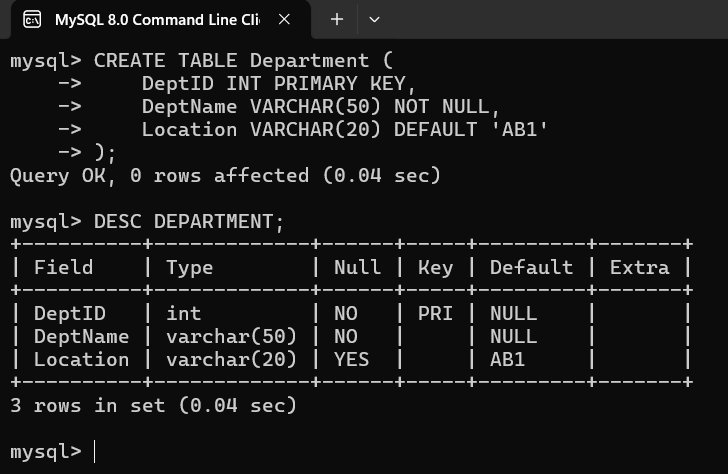 MySQL 8.0 Command Line Cli
mysql> CREATE TABLE Department (
    ->     DeptID INT PRIMARY KEY,
    ->     DeptName VARCHAR(50) NOT NULL,
    ->     Location VARCHAR(20) DEFAULT 'AB1'
    -> );
Query OK, 0 rows affected (0.04 sec)

mysql> DESC DEPARTMENT;
+----------+-------------+------+-----+---------+-------+
| Field    | Type        | Null | Key | Default | Extra |
+----------+-------------+------+-----+---------+-------+
| DeptID   | int         | NO   | PRI | NULL    |       |
| DeptName | varchar(50) | NO   |     | NULL    |       |
| Location | varchar(20) | YES  |     | AB1     |       |
+----------+-------------+------+-----+---------+-------+
3 rows in set (0.04 sec)

mysql>